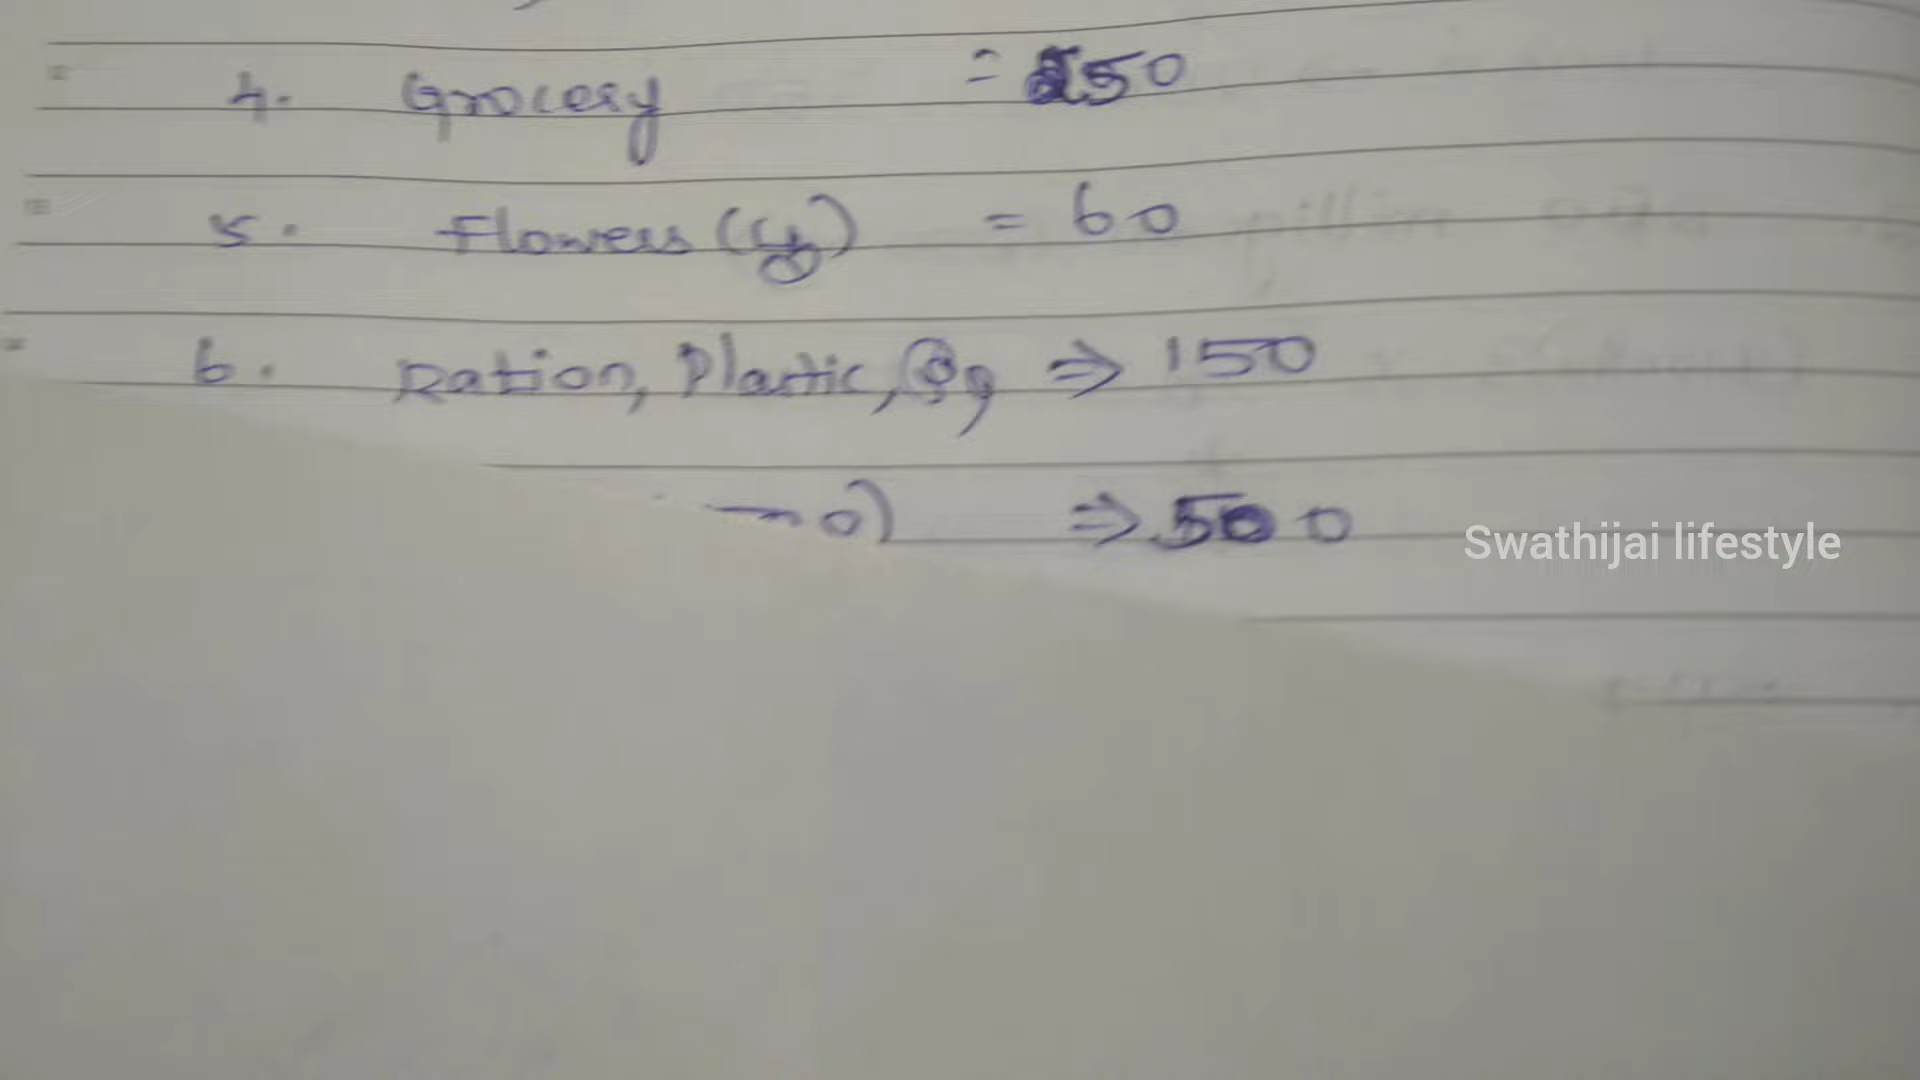 4. Grocery = 250
5. Flowers (பூ) = 60
6. Ration, Plastic, => 150
=> 500
Swathijai lifestyle